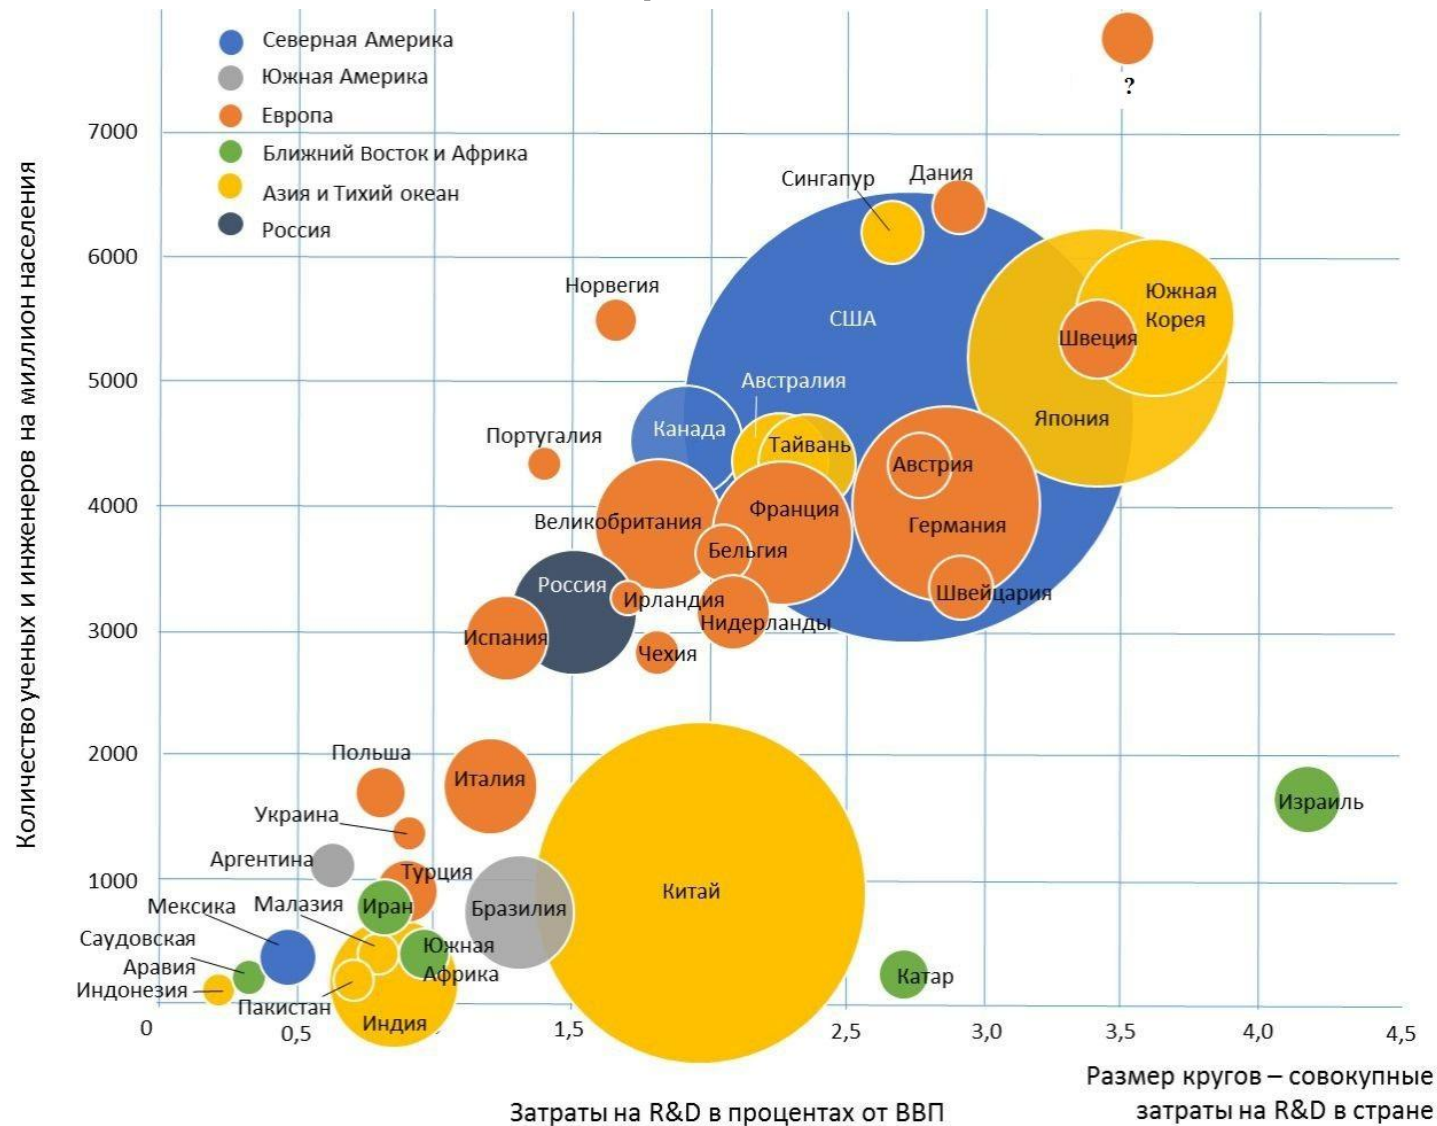 Северная Америка
Южная Америка
Европа
Ближний Восток и Африка
Азия и Тихий океан
Россия
?
Количество ученых и инженеров на миллион населения
7000
6000
5000
4000
3000
2000
1000
Сингапур
Дания
Норвегия
США
Южная
Корея
Швеция
Австралия
Япония
Канада
Португалия
Тайвань
Австрия
Великобритания
Франция
Германия
Бельгия
Россия
Ирландия
Швейцария
Нидерланды
Испания
Чехия
Польша
Италия
Израиль
Украина
Аргентина
Турция
Китай
Мексика
Малазия
Иран
Бразилия
Саудовская
Аравия
Южная
Африка
Катар
Индонезия
Пакистан
Индия
0
0,5
1,5
2,5
3,0
3,5
4,0
4,5
Размер кругов – совокупные
затраты на R&D в стране
Затраты на R&D в процентах от ВВП